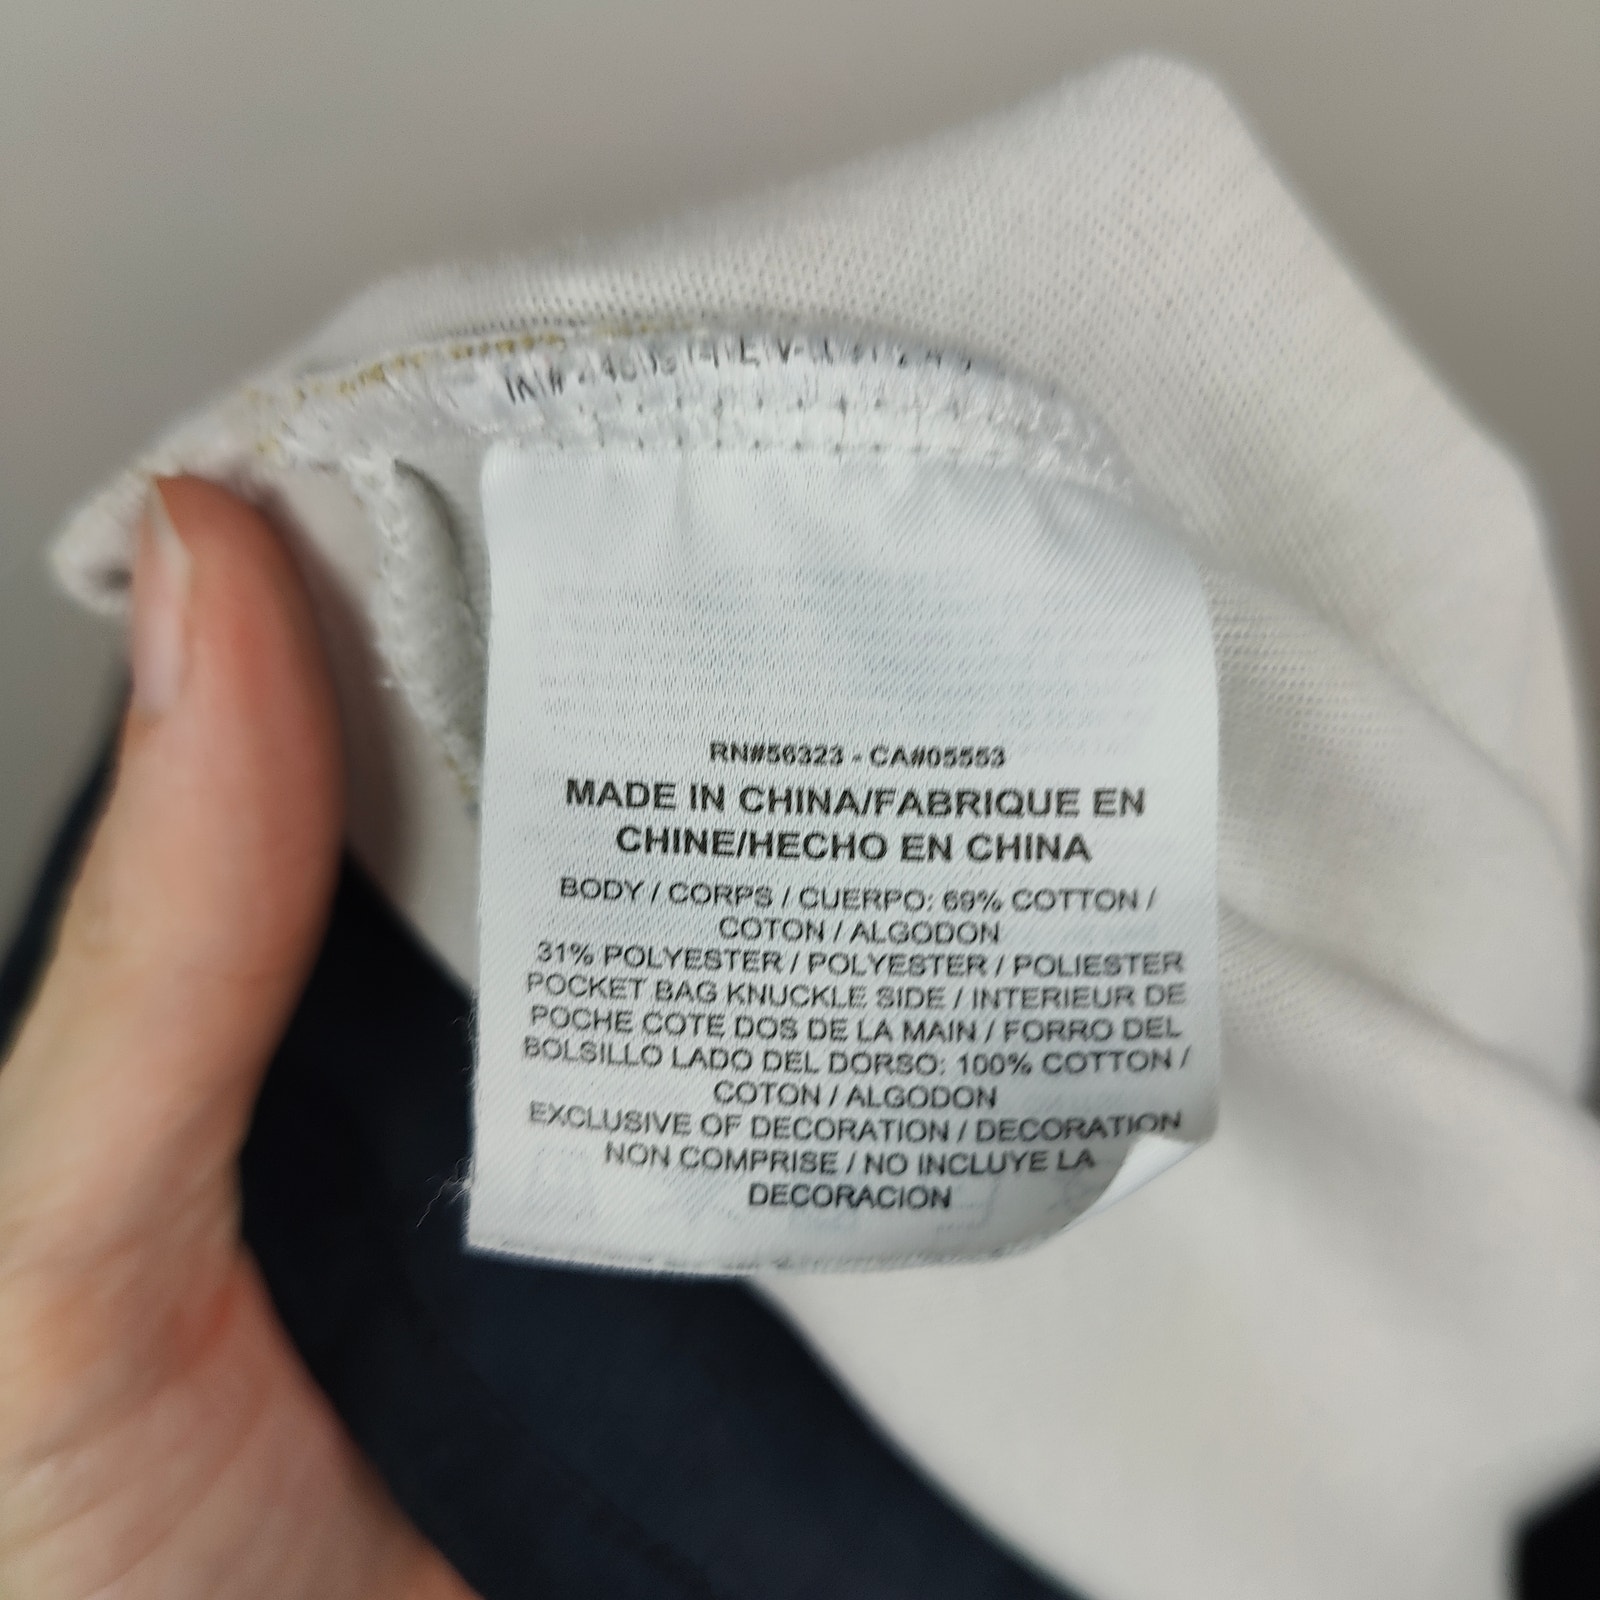 RN#56323 - CA#05553
MADE IN CHINA/FABRIQUE EN
CHINE/HECHO EN CHINA
BODY / CORPS / CUERPO: 69% COTTON /
COTON / ALGODON
31% POLYESTER / POLYESTER / POLIESTER
POCKET BAG KNUCKLE SIDE / INTERIEUR DE
POCHE COTE DOS DE LA MAIN / FORRO DEL
BOLSILLO LADO DEL DORSO: 100% COTTON /
COTON / ALGODON
EXCLUSIVE OF DECORATION / DECORATION
NON COMPRISE / NO INCLUYE LA
DECORACION